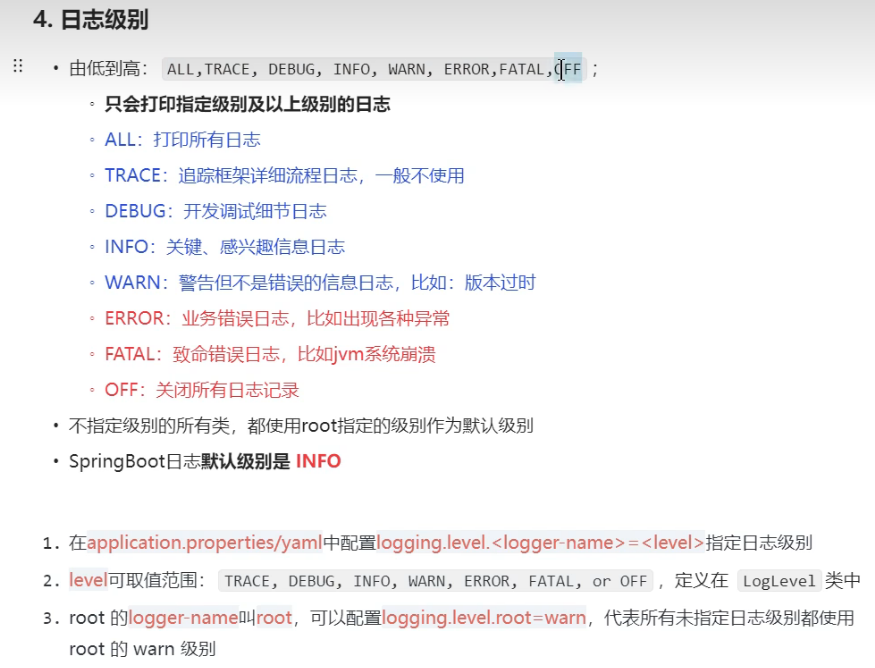 4. 日志级别
• 由低到高： ALL,TRACE, DEBUG, INFO, WARN, ERROR,FATAL,OFF ；
◦ 只会打印指定级别及以上级别的日志
◦ ALL：打印所有日志
◦ TRACE：追踪框架详细流程日志，一般不使用
◦ DEBUG：开发调试细节日志
◦ INFO：关键、感兴趣信息日志
◦ WARN：警告但不是错误的信息日志，比如：版本过时
◦ ERROR：业务错误日志，比如出现各种异常
◦ FATAL：致命错误日志，比如jvm系统崩溃
◦ OFF：关闭所有日志记录
• 不指定级别的所有类，都使用root指定的级别作为默认级别
• SpringBoot日志默认级别是 INFO
1. 在application.properties/yaml中配置logging.level.<logger-name>=<level>指定日志级别
2. level可取值范围： TRACE, DEBUG, INFO, WARN, ERROR, FATAL, or OFF ，定义在 LogLevel 类中
3. root 的logger-name叫root，可以配置logging.level.root=warn，代表所有未指定日志级别都使用
root 的 warn 级别